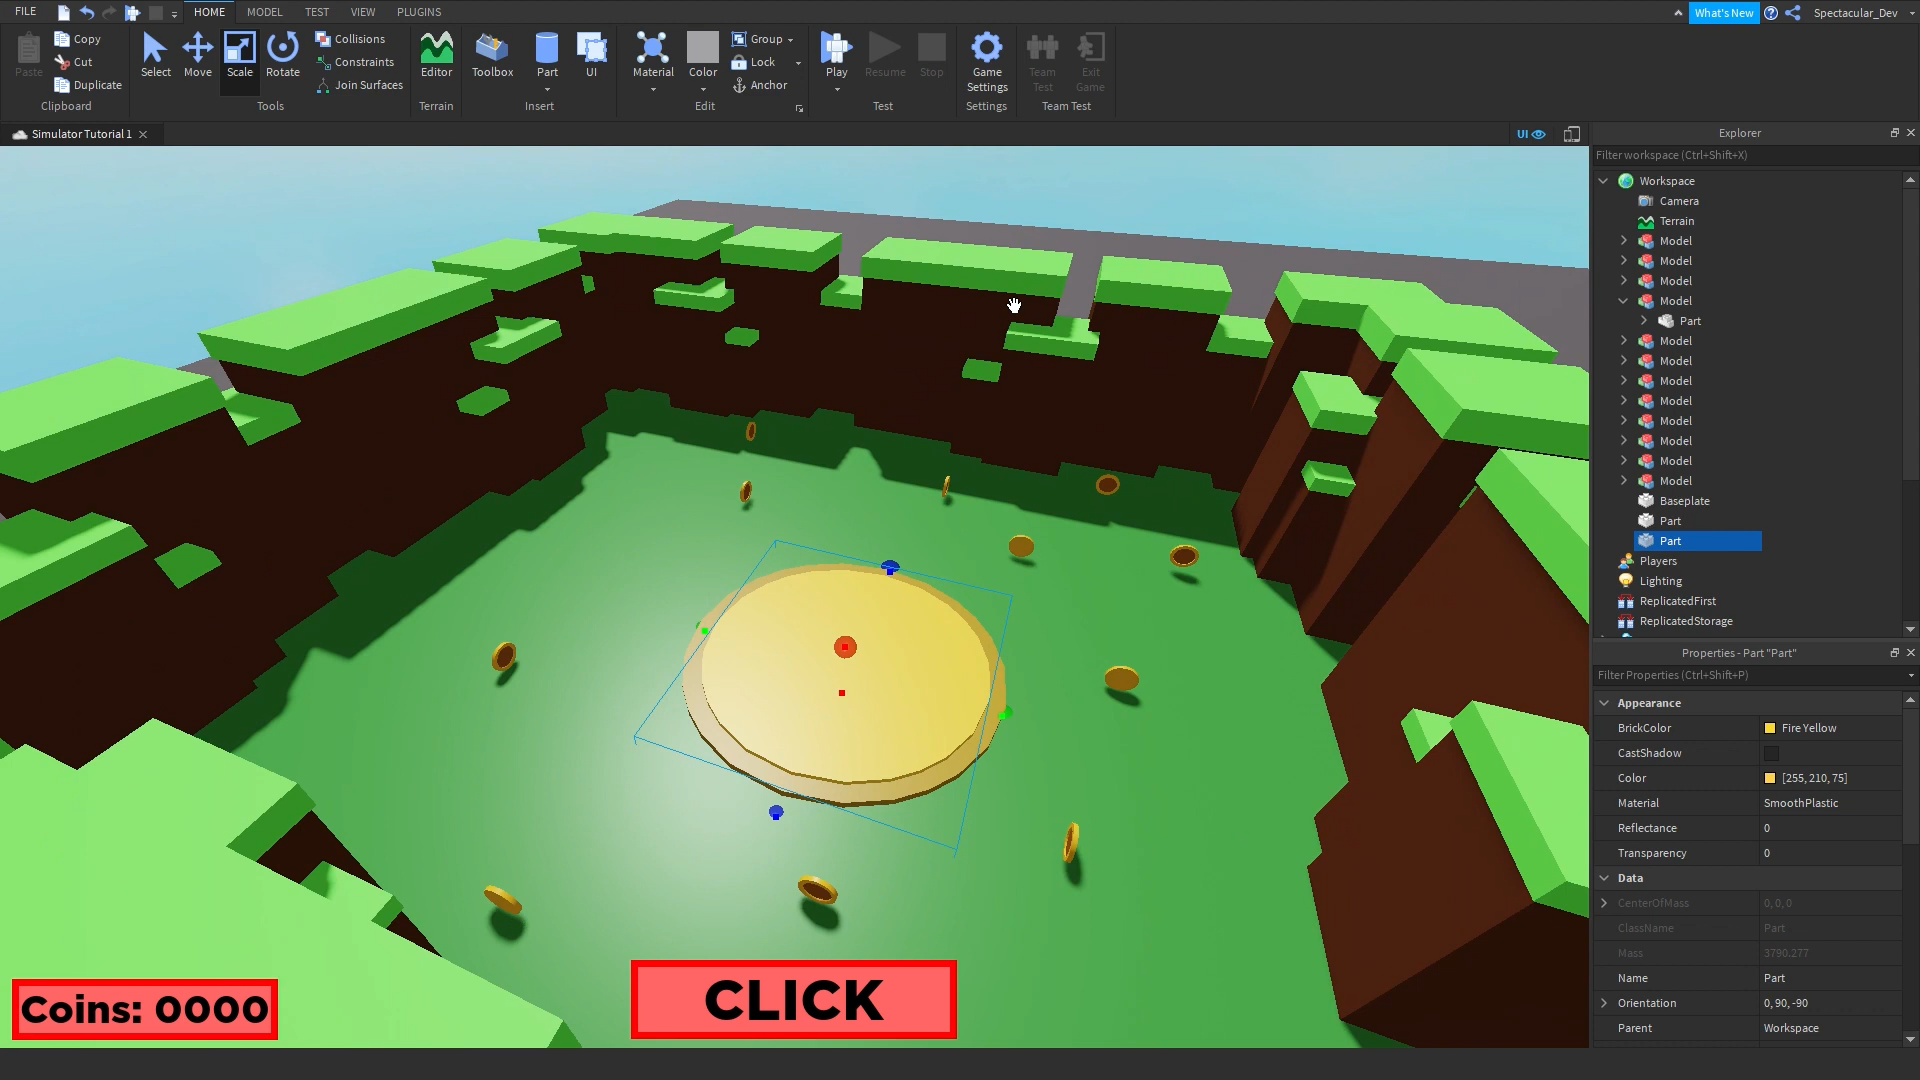 FILE HOME MODEL TEST VIEW PLUGINS What's New Spectacular_Dev
Paste Copy Cut Duplicate Clipboard
Select Move Scale Rotate Collisions Constraints Join Surfaces Tools
Editor Terrain
Toolbox Part UI Insert
Material Color Group Lock Anchor Edit
Play Resume Stop Test
Game Settings Settings
Team Test Exit Game Team Test
Simulator Tutorial 1
UI
Coins: 0000
CLICK
Explorer
Filter workspace (Ctrl+Shift+X)
Workspace
Camera
Terrain
Model
Model
Model
Model
Part
Model
Model
Model
Model
Model
Model
Model
Model
Baseplate
Part
Part
Players
Lighting
ReplicatedFirst
ReplicatedStorage
Properties - Part "Part"
Filter Properties (Ctrl+Shift+P)
Appearance
BrickColor Fire Yellow
CastShadow
Color [255, 210, 75]
Material SmoothPlastic
Reflectance 0
Transparency 0
Data
CenterOfMass 0, 0, 0
ClassName Part
Mass 3790.277
Name Part
Orientation 0, 90, -90
Parent Workspace